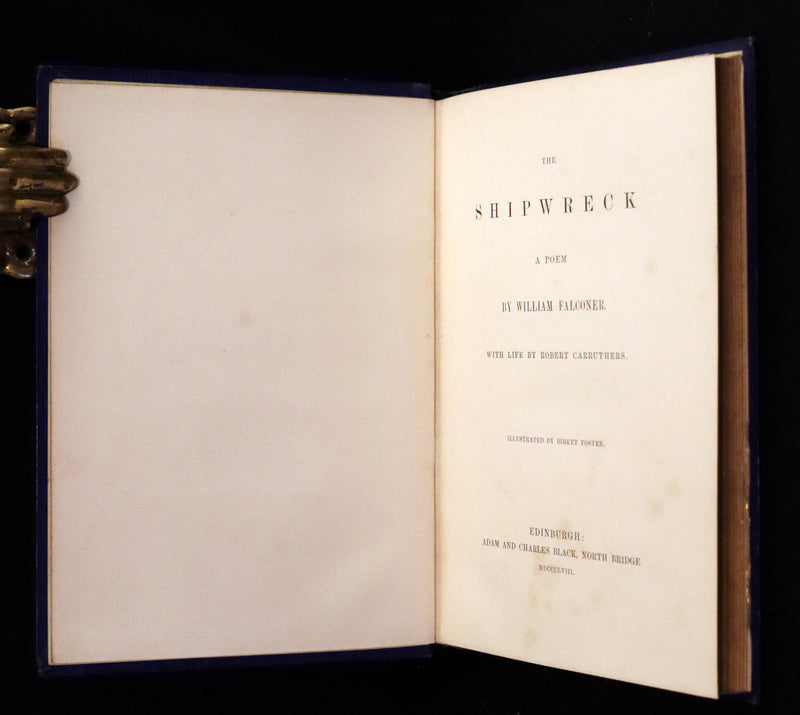 THE
SHIPWRECK
A POEM
BY WILLIAM FALCONER.
WITH LIFE BY ROBERT CARRUTHERS.
ILLUSTRATED BY BIRKET FOSTER.
EDINBURGH:
ADAM AND CHARLES BLACK, NORTH BRIDGE
MDCCCLVIII.